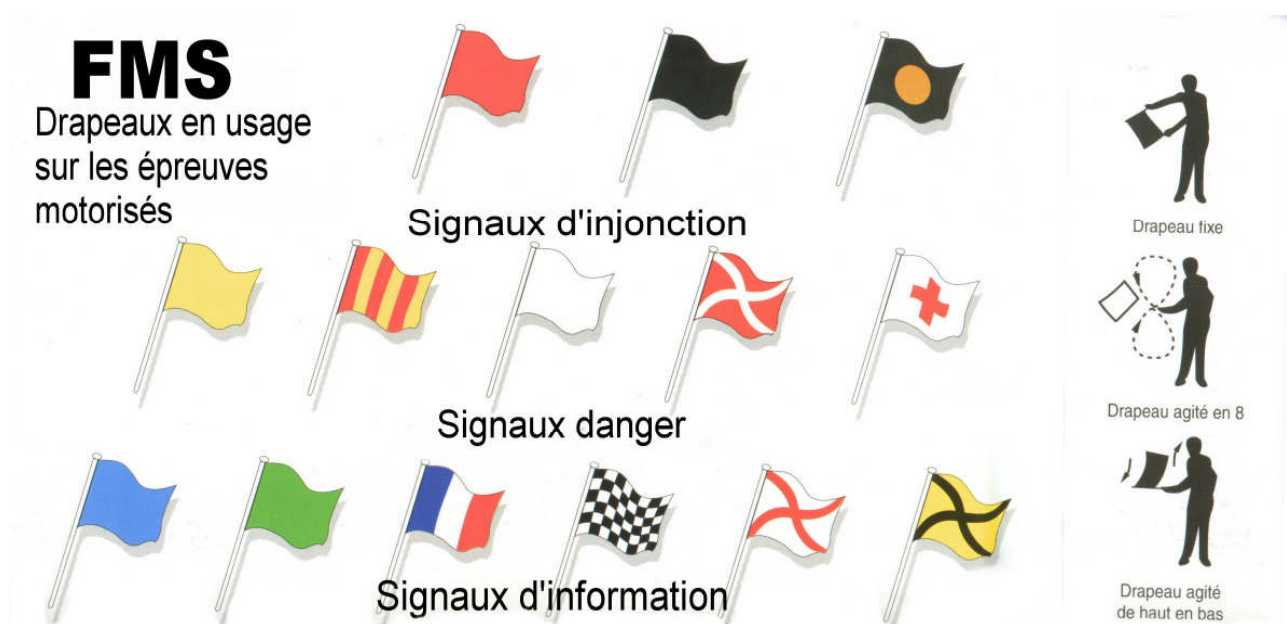 FMS
Drapeaux en usage
sur les épreuves
motorisés
Signaux d'injonction
Signaux danger
Signaux d'information
Drapeau fixe
Drapeau agité en 8
Drapeau agité
de haut en bas